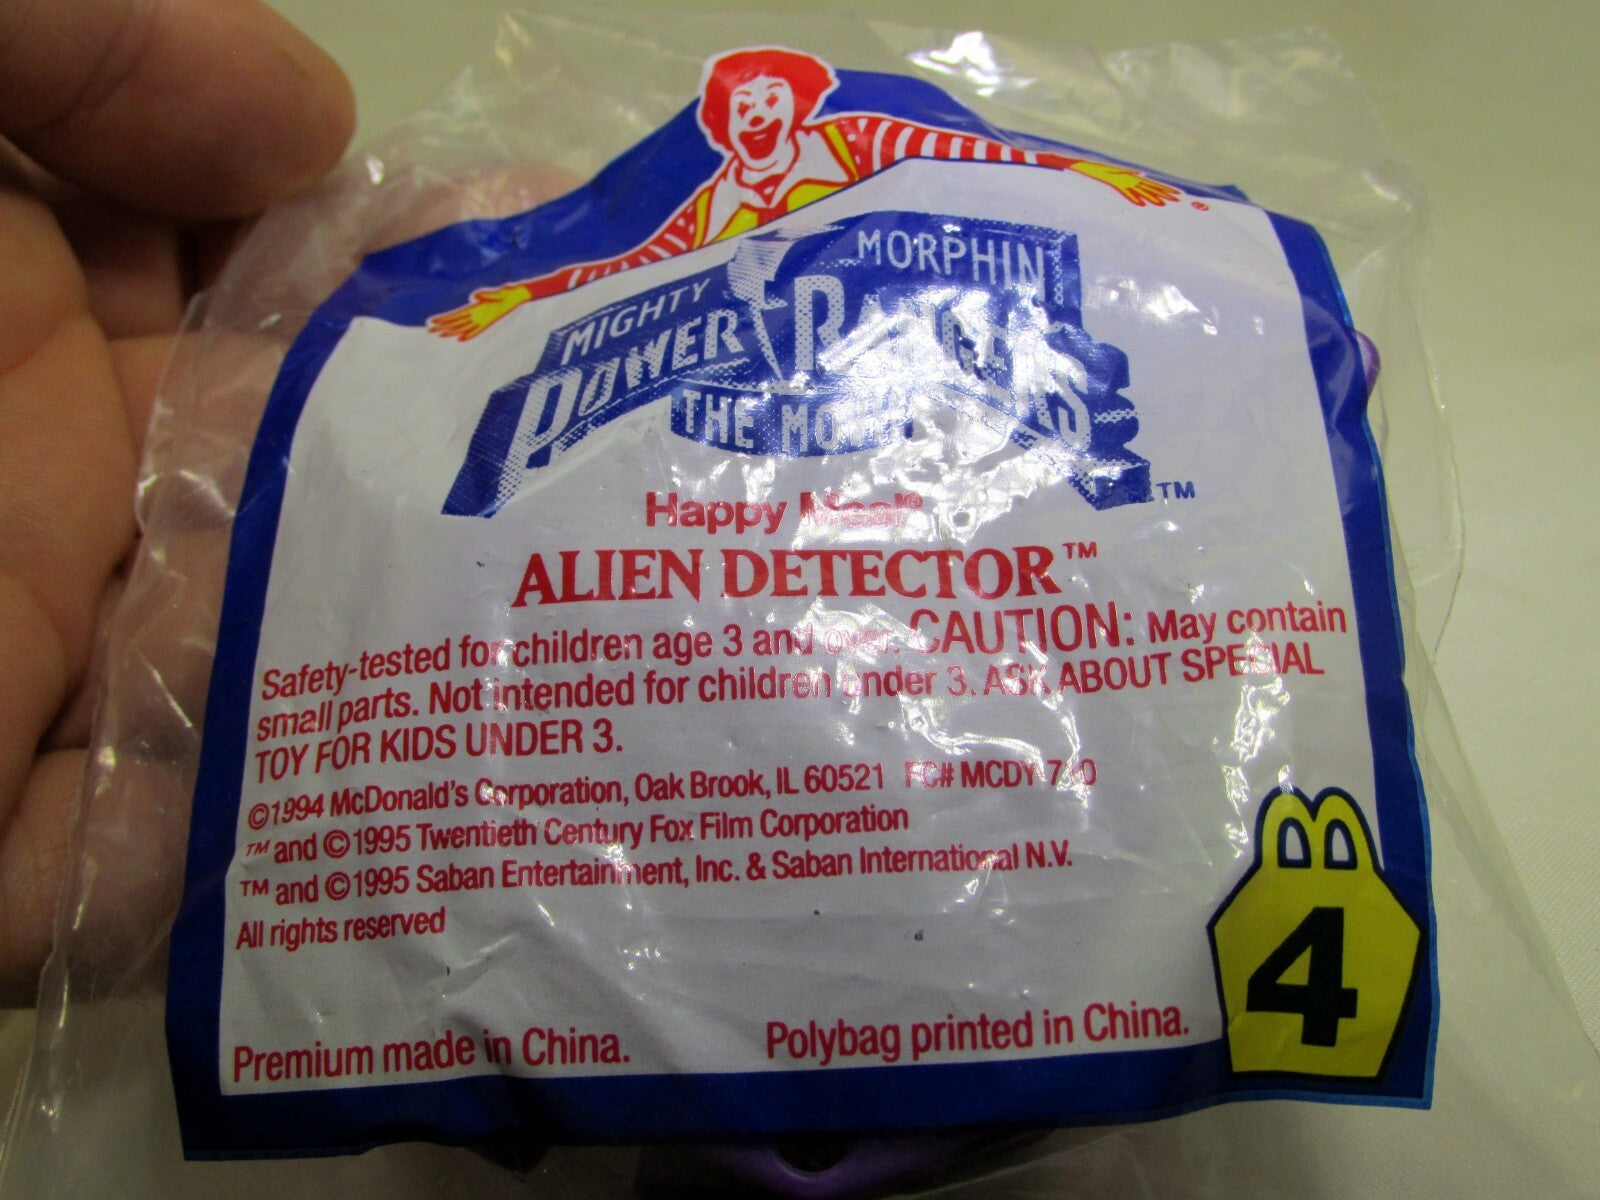 MIGHTY MORPHIN
POWER RANGERS
THE
™
Happy Meal®
ALIEN DETECTOR™
Safety-tested for children age 3 and over. CAUTION: May contain
small parts. Not intended for children under 3. ASK ABOUT SPECIAL
TOY FOR KIDS UNDER 3.
©1994 McDonald's Corporation, Oak Brook, IL 60521 FC#
™ and ©1995 Twentieth Century Fox Film Corporation
™ and ©1995 Saban Entertainment, Inc. & Saban International N.V.
All rights reserved
Premium made in China. Polybag printed in China.
4